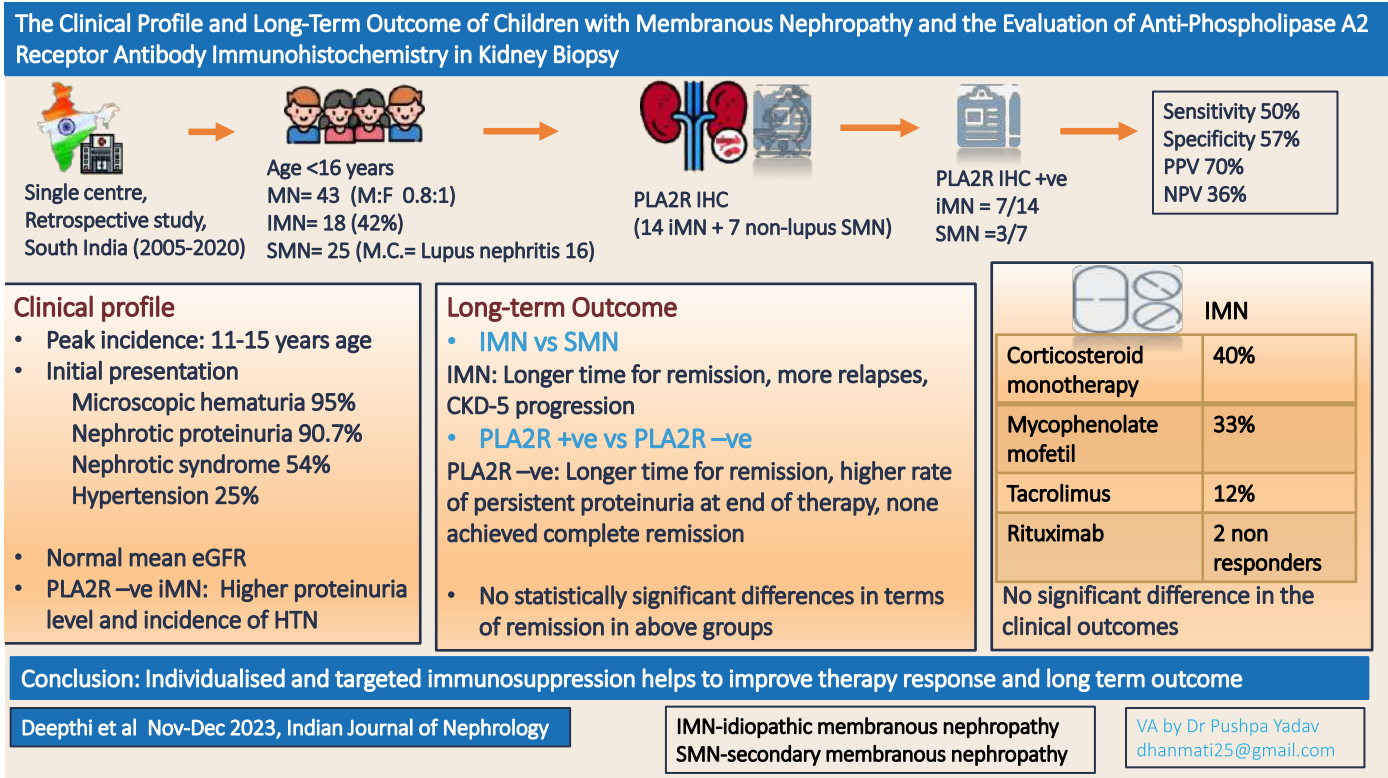 The Clinical Profile and Long-Term Outcome of Children with Membranous Nephropathy and the Evaluation of Anti-Phospholipase A2
Receptor Antibody Immunohistochemistry in Kidney Biopsy
Single centre,
Retrospective study,
South India (2005-2020)
Age <16 years
MN= 43 (M:F 0.8:1)
IMN= 18 (42%)
SMN= 25 (M.C.= Lupus nephritis 16)
PLA2R IHC
(14 iMN + 7 non-lupus SMN)
PLA2R IHC +ve
iMN = 7/14
SMN =3/7
Sensitivity 50%
Specificity 57%
PPV 70%
NPV 36%
Clinical profile
• Peak incidence: 11-15 years age
• Initial presentation
Microscopic hematuria 95%
Nephrotic proteinuria 90.7%
Nephrotic syndrome 54%
Hypertension 25%
• Normal mean eGFR
• PLA2R –ve iMN: Higher proteinuria
level and incidence of HTN
Long-term Outcome
• IMN vs SMN
IMN: Longer time for remission, more relapses,
CKD-5 progression
• PLA2R +ve vs PLA2R –ve
PLA2R –ve: Longer time for remission, higher rate
of persistent proteinuria at end of therapy, none
achieved complete remission
• No statistically significant differences in terms
of remission in above groups
IMN
Corticosteroid 40%
monotherapy
Mycophenolate 33%
mofetil
Tacrolimus 12%
Rituximab 2 non
responders
No significant difference in the
clinical outcomes
Conclusion: Individualised and targeted immunosuppression helps to improve therapy response and long term outcome
Deepthi et al Nov-Dec 2023, Indian Journal of Nephrology
IMN-idiopathic membranous nephropathy
SMN-secondary membranous nephropathy
VA by Dr Pushpa Yadav
dhanmati25@gmail.com